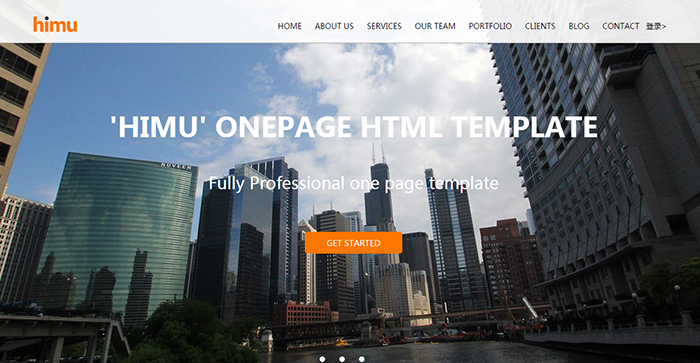 himu
HOME ABOUT US SERVICES OUR TEAM PORTFOLIO CLIENTS BLOG CONTACT 登录>
'HIMU' ONEPAGE HTML TEMPLATE
NUVEEN
Fully Professional one page template
GET STARTED